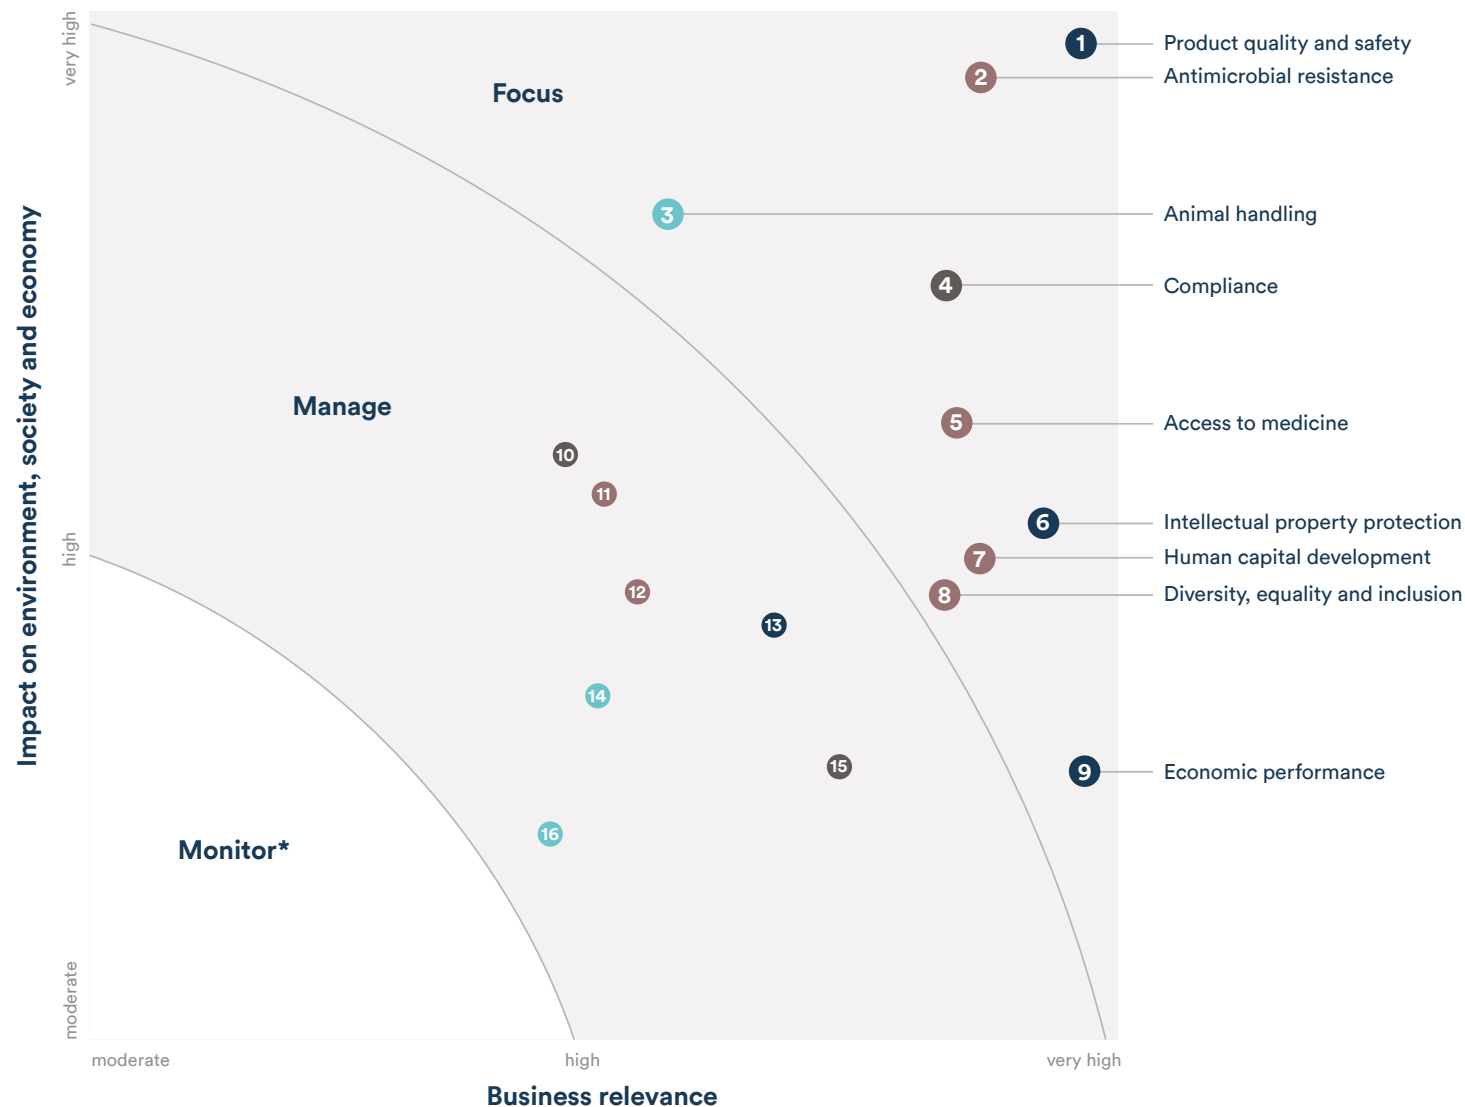 very high
Focus
1 Product quality and safety
2 Antimicrobial resistance
3 Animal handling
4 Compliance
Impact on environment, society and economy
Manage
5 Access to medicine
10
11
high
6 Intellectual property protection
7 Human capital development
12
8 Diversity, equality and inclusion
13
14
15
9 Economic performance
16
Monitor*
moderate
moderate
high
very high
Business relevance